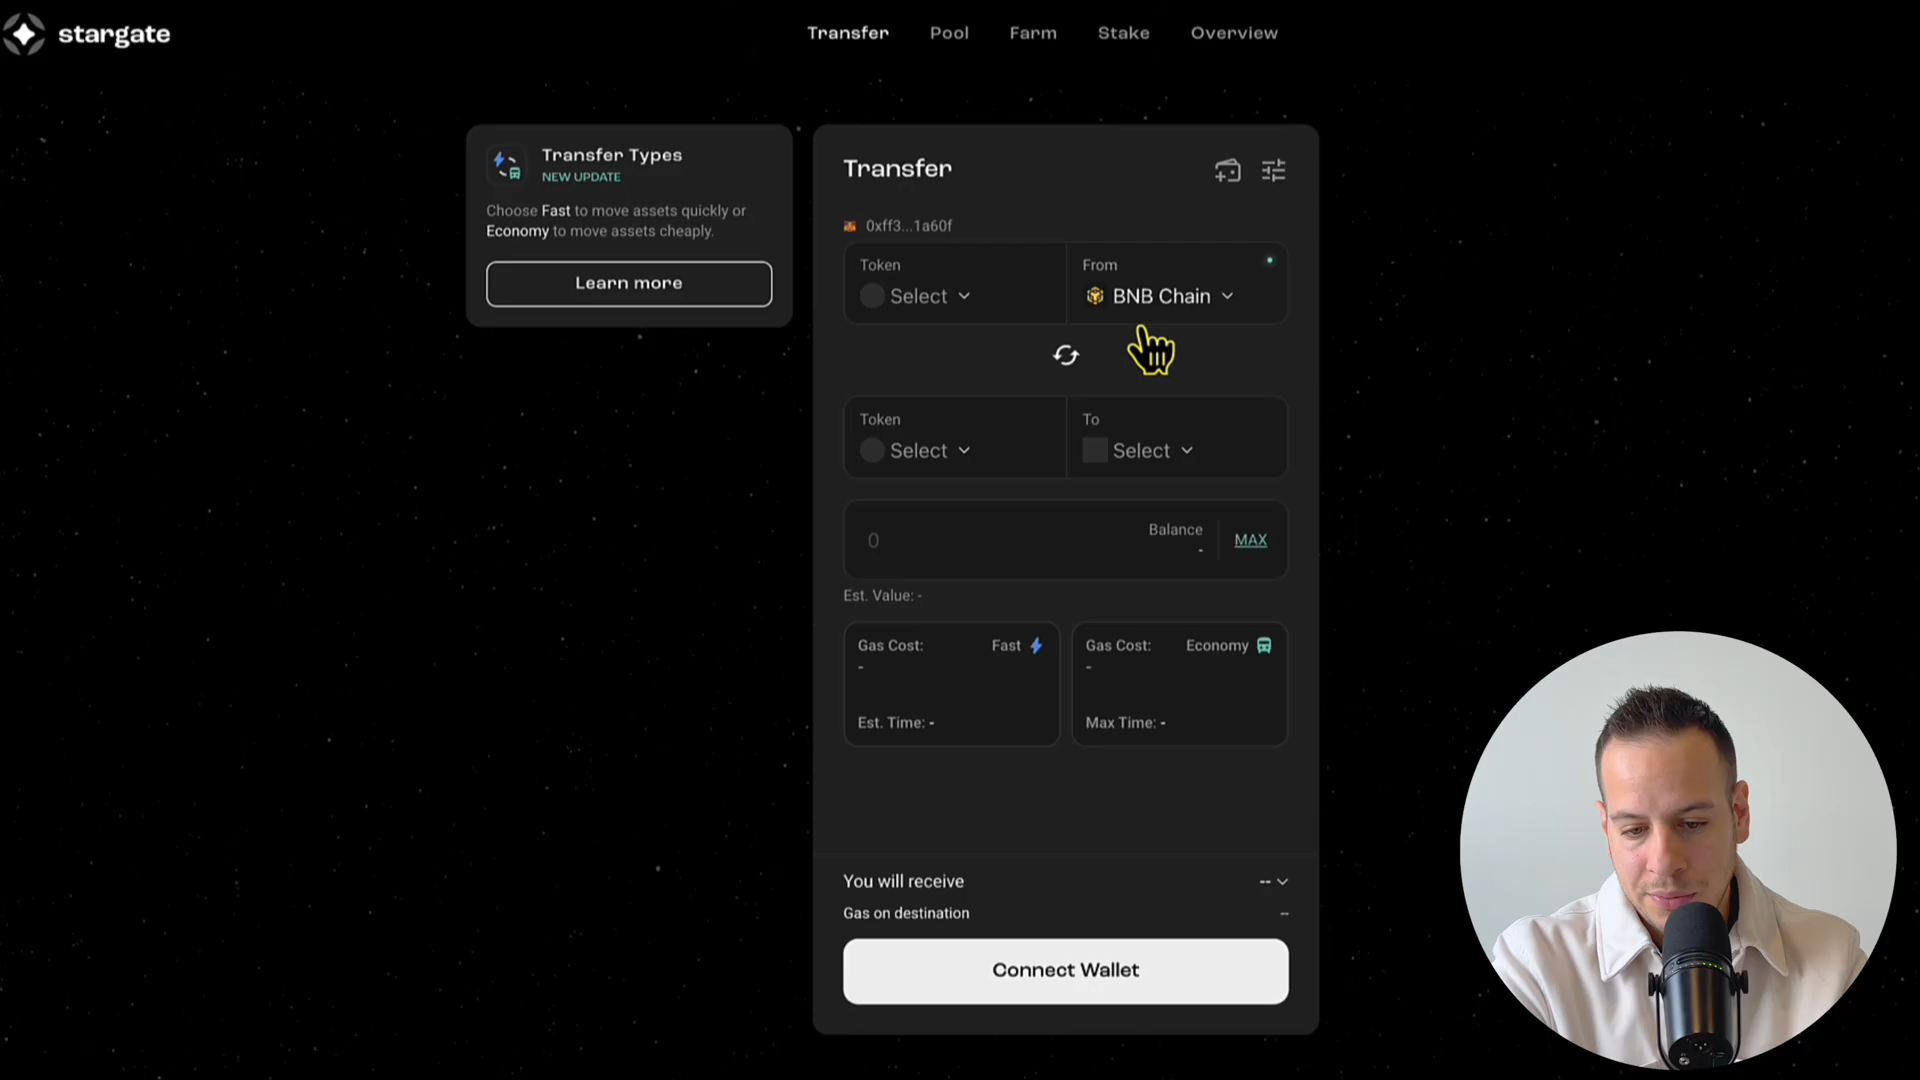 stargate
Transfer
Pool
Farm
Stake
Overview
Transfer Types
NEW UPDATE
Choose Fast to move assets quickly or
Economy to move assets cheaply.
Learn more
Transfer
0xff3...1a60f
Token
Select
From
BNB Chain
Token
Select
To
Select
0
Balance
-
MAX
Est. Value: -
Gas Cost:
Fast
-
Est. Time: -
Gas Cost:
Economy
-
Max Time: -
You will receive
--
Gas on destination
--
Connect Wallet